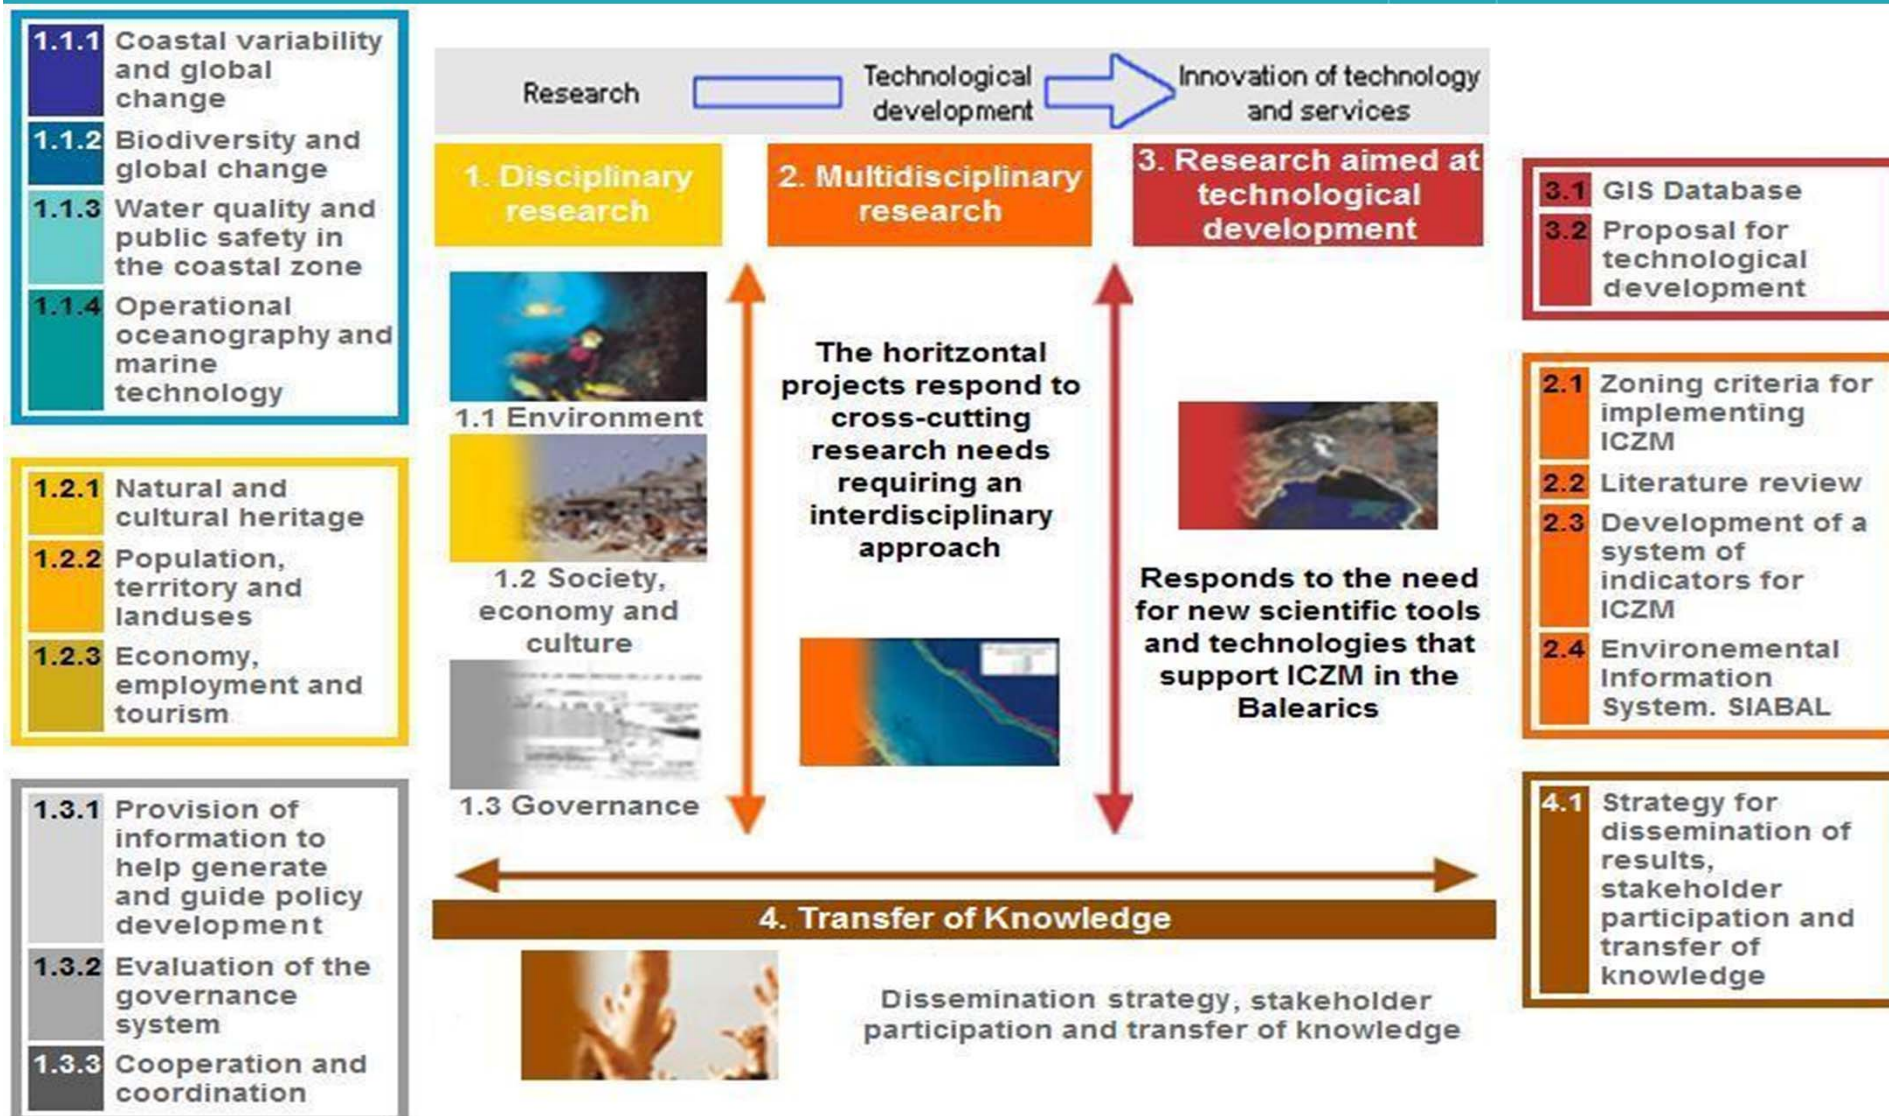 1.1.1 Coastal variability
and global
change
1.1.2 Biodiversity and
global change
1.1.3 Water quality and
public safety in
the coastal zone
1.1.4 Operational
oceanography and
marine
technology
1.2.1 Natural and
cultural heritage
1.2.2 Population,
territory and
landuses
1.2.3 Economy,
employment and
tourism
1.3.1 Provision of
information to
help generate
and guide policy
development
1.3.2 Evaluation of the
governance
system
1.3.3 Cooperation and
coordination
Research
Technological
development
Innovation of technology
and services
1. Disciplinary
research
2. Multidisciplinary
research
3. Research aimed at
technological
development
1.1 Environment
1.2 Society,
economy and
culture
1.3 Governance
The horitzontal
projects respond to
cross-cutting
research needs
requiring an
interdisciplinary
approach
Responds to the need
for new scientific tools
and technologies that
support ICZM in the
Balearics
4. Transfer of Knowledge
Dissemination strategy, stakeholder
participation and transfer of knowledge
3.1 GIS Database
3.2 Proposal for
technological
development
2.1 Zoning criteria for
implementing
ICZM
2.2 Literature review
2.3 Development of a
system of
indicators for
ICZM
2.4 Environemental
Information
System. SIABAL
4.1 Strategy for
dissemination of
results,
stakeholder
participation and
transfer of
knowledge